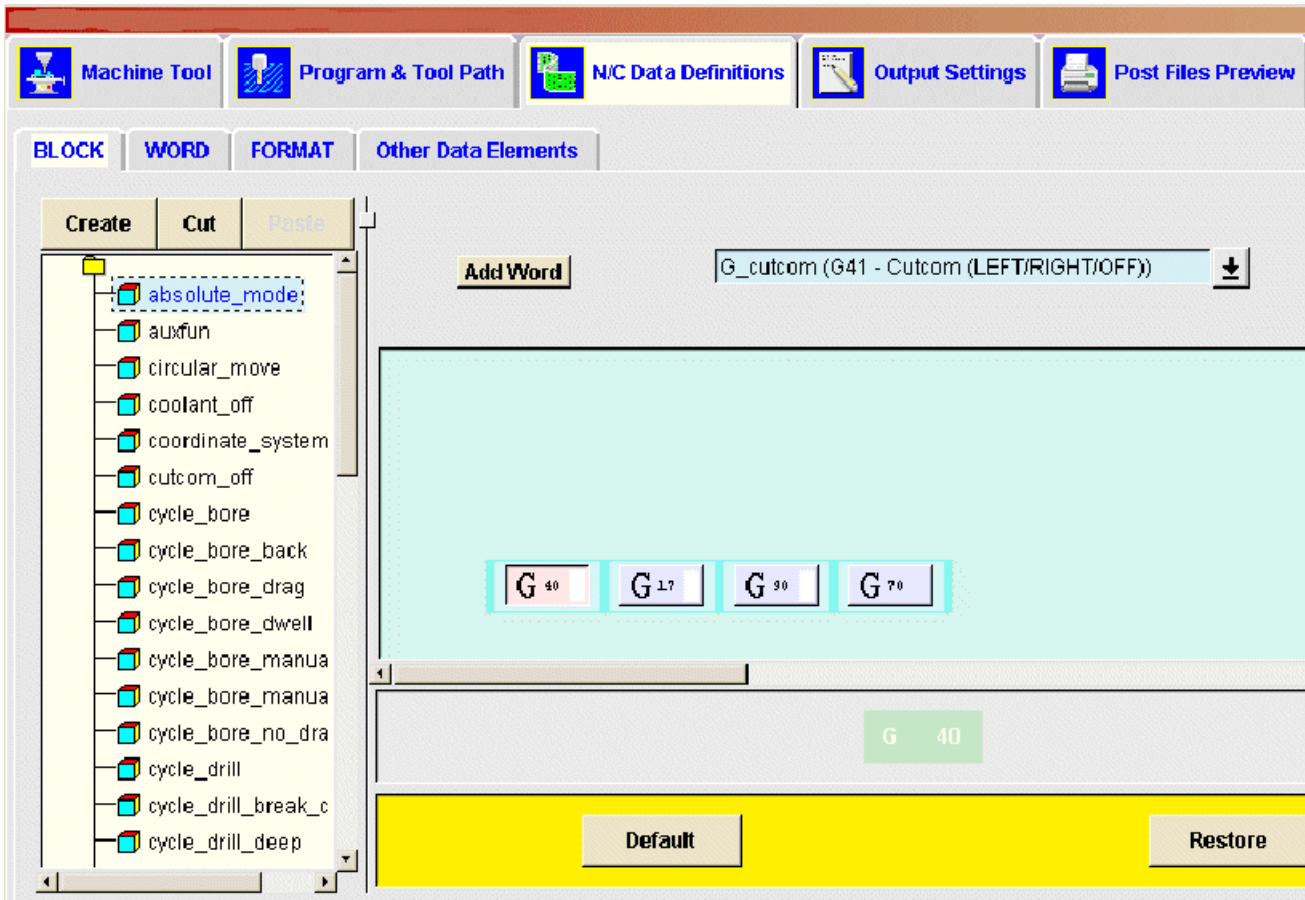 Machine Tool
Program & Tool Path
N/C Data Definitions
Output Settings
Post Files Preview
BLOCK
WORD
FORMAT
Other Data Elements
Create
Cut
Paste
absolute_mode
auxfun
circular_move
coolant_off
coordinate_system
cutcom_off
cycle_bore
cycle_bore_back
cycle_bore_drag
cycle_bore_dwell
cycle_bore_manua
cycle_bore_manua
cycle_bore_no_dra
cycle_drill
cycle_drill_break_c
cycle_drill_deep
Add Word
G_cutcom (G41 - Cutcom (LEFT/RIGHT/OFF))
G 40
G 17
G 90
G 70
G 40
Default
Restore